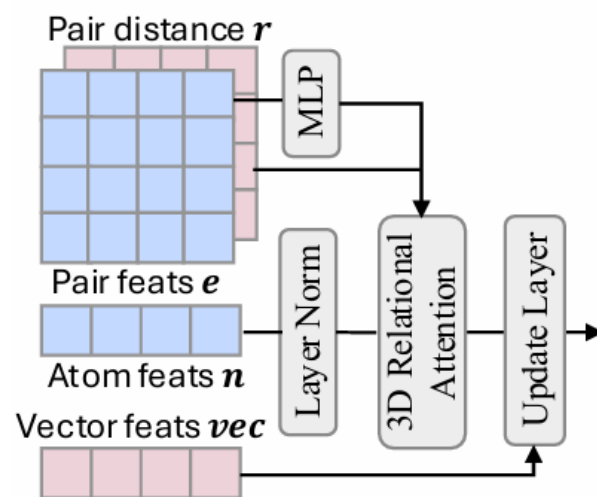 Pair distance r
MLP
Pair feats e
Layer Norm
3D Relational
Attention
Update Layer
Atom feats n
Vector feats vec